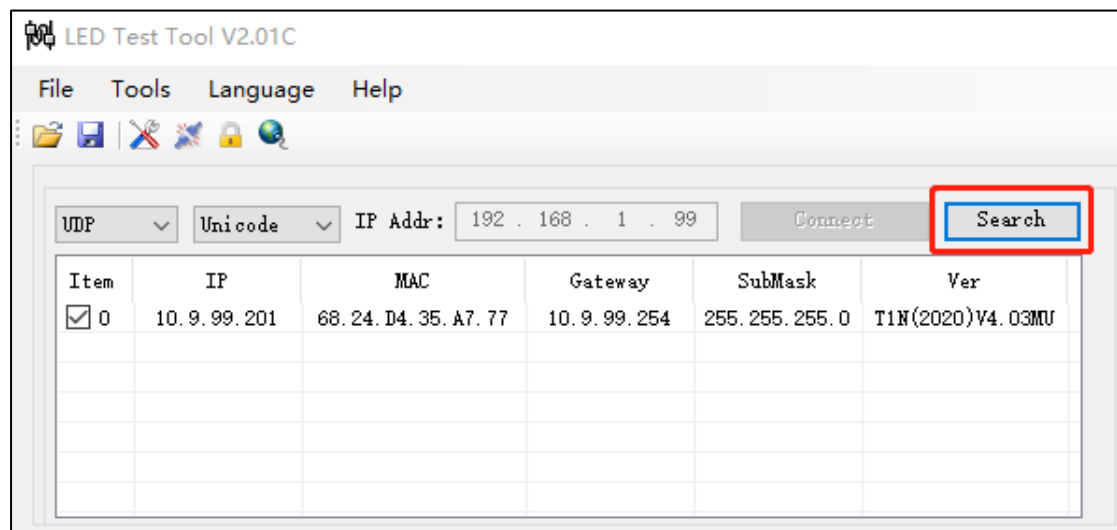 LED Test Tool V2.01C
File Tools Language Help
UDP Unicode IP Addr: 192 . 168 . 1 . 99 Connect Search
Item IP MAC Gateway SubMask Ver
0 10.9.99.201 68.24.D4.35.A7.77 10.9.99.254 255.255.255.0 T1N(2020)V4.03MU